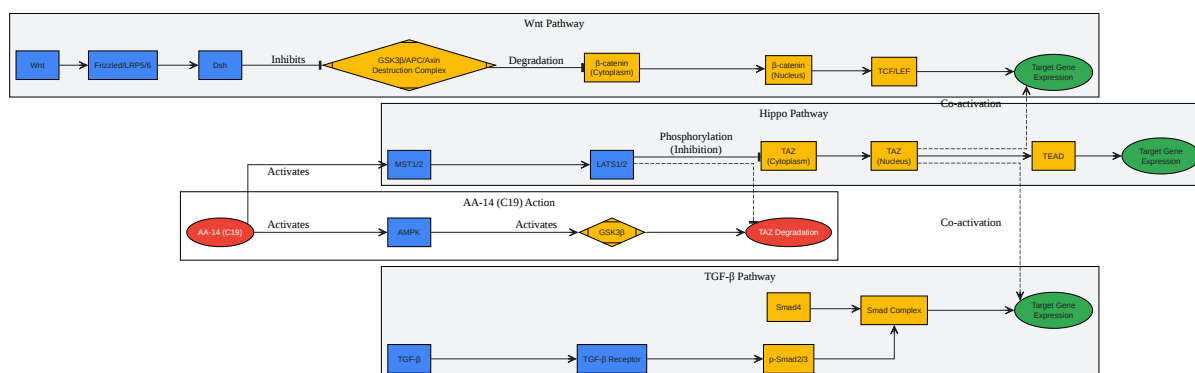 Wnt Pathway
Wnt
Frizzled/LRP5/6
Dsh
Inhibits
GSK3β/APC/Axin
Destruction Complex
Degradation
β-catenin
(Cytoplasm)
β-catenin
(Nucleus)
TCF/LEF
Target Gene
Expression
Co-activation
Hippo Pathway
MST1/2
LATS1/2
Phosphorylation
(Inhibition)
TAZ
(Cytoplasm)
TAZ
(Nucleus)
TEAD
Target Gene
Expression
Activates
AA-14 (C19) Action
AA-14 (C19)
Activates
AMPK
Activates
GSK3β
TAZ Degradation
Co-activation
TGF-β Pathway
Smad4
Smad Complex
Target Gene
Expression
TGF-β
TGF-β Receptor
p-Smad2/3